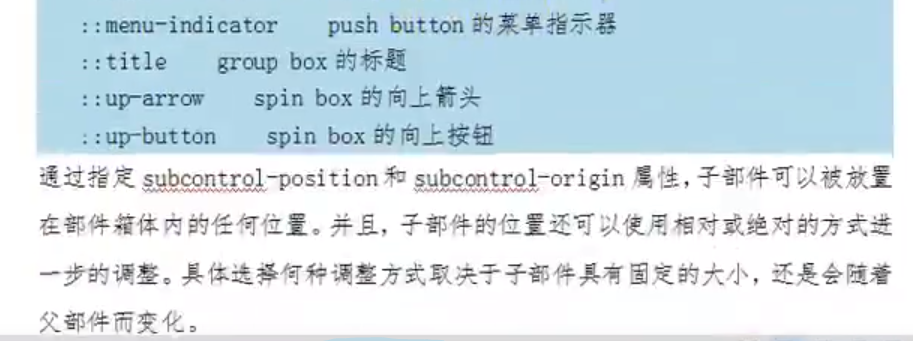 ::menu-indicator push button 的菜单指示器
::title group box 的标题
::up-arrow spin box 的向上箭头
::up-button spin box 的向上按钮
通过指定 subcontrol-position 和 subcontrol-origin 属性，子部件可以被放置
在部件箱体内的任何位置。并且，子部件的位置还可以使用相对或绝对的方式进
一步的调整。具体选择何种调整方式取决于子部件具有固定的大小，还是会随着
父部件而变化。